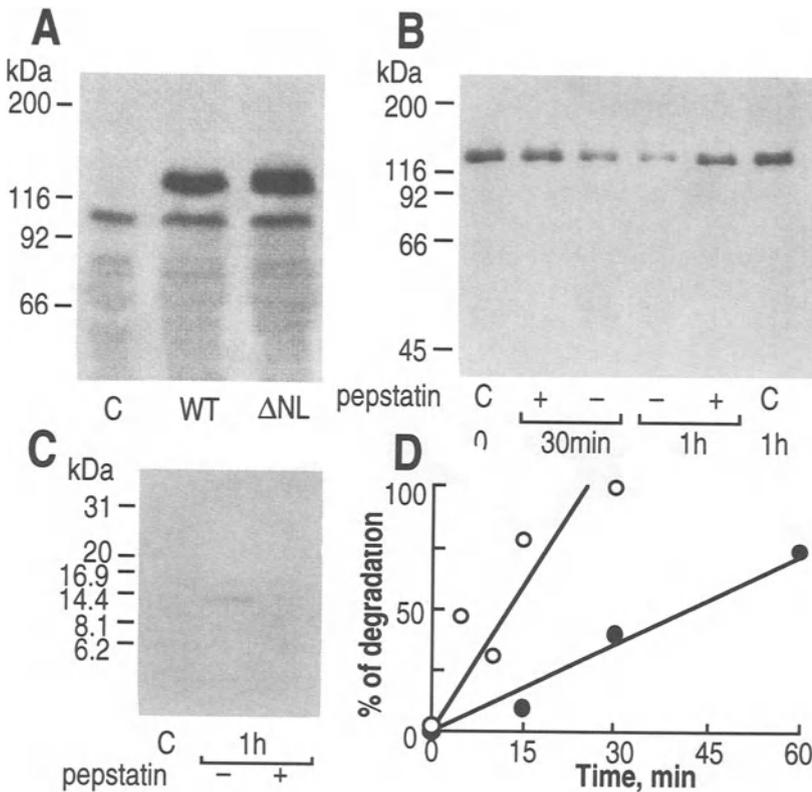 A
kDa
200
116
92
66
C WT ΔNL
B
kDa
200
116
92
66
45
pepstatin C + − − + C
0 30min 1h 1h
C
kDa
31
20
16.9
14.4
8.1
6.2
C 1h
pepstatin − +
D
% of degradation
100
50
0
0 15 30 45 60
Time, min